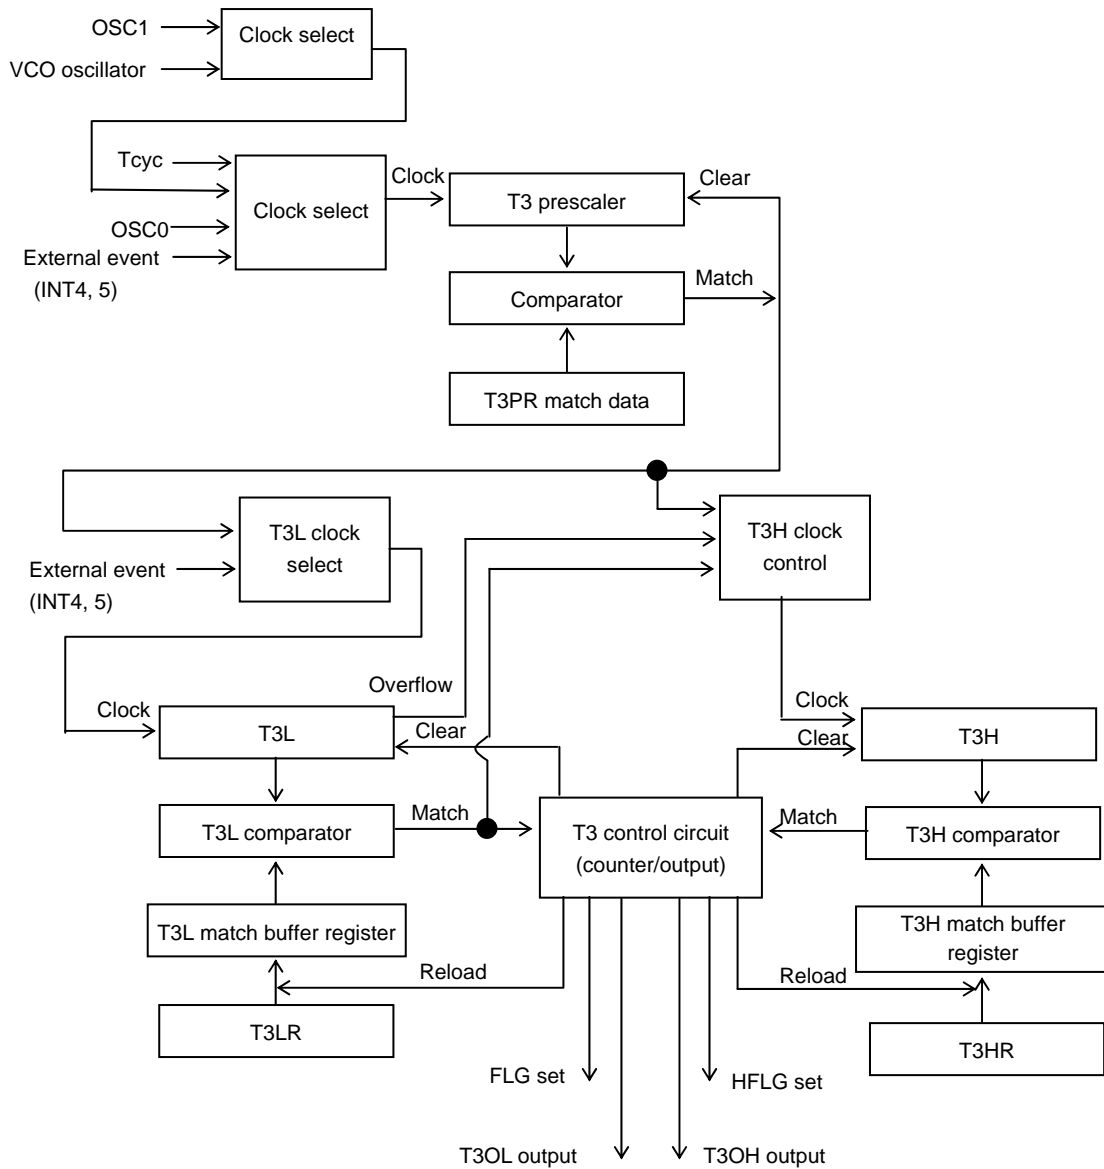 OSC1
Clock select
VCO oscillator
Tcyc
Clock
Clear
Clock select
T3 prescaler
OSC0
External event
(INT4, 5)
Match
Comparator
T3PR match data
T3L clock
select
T3H clock
control
External event
(INT4, 5)
Overflow
Clock
T3L
Clear
Clock
Clear
T3H
Match
T3L comparator
T3 control circuit
(counter/output)
Match
T3H comparator
T3L match buffer register
T3H match buffer
register
Reload
Reload
T3LR
T3HR
FLG set
HFLG set
T3OL output
T3OH output